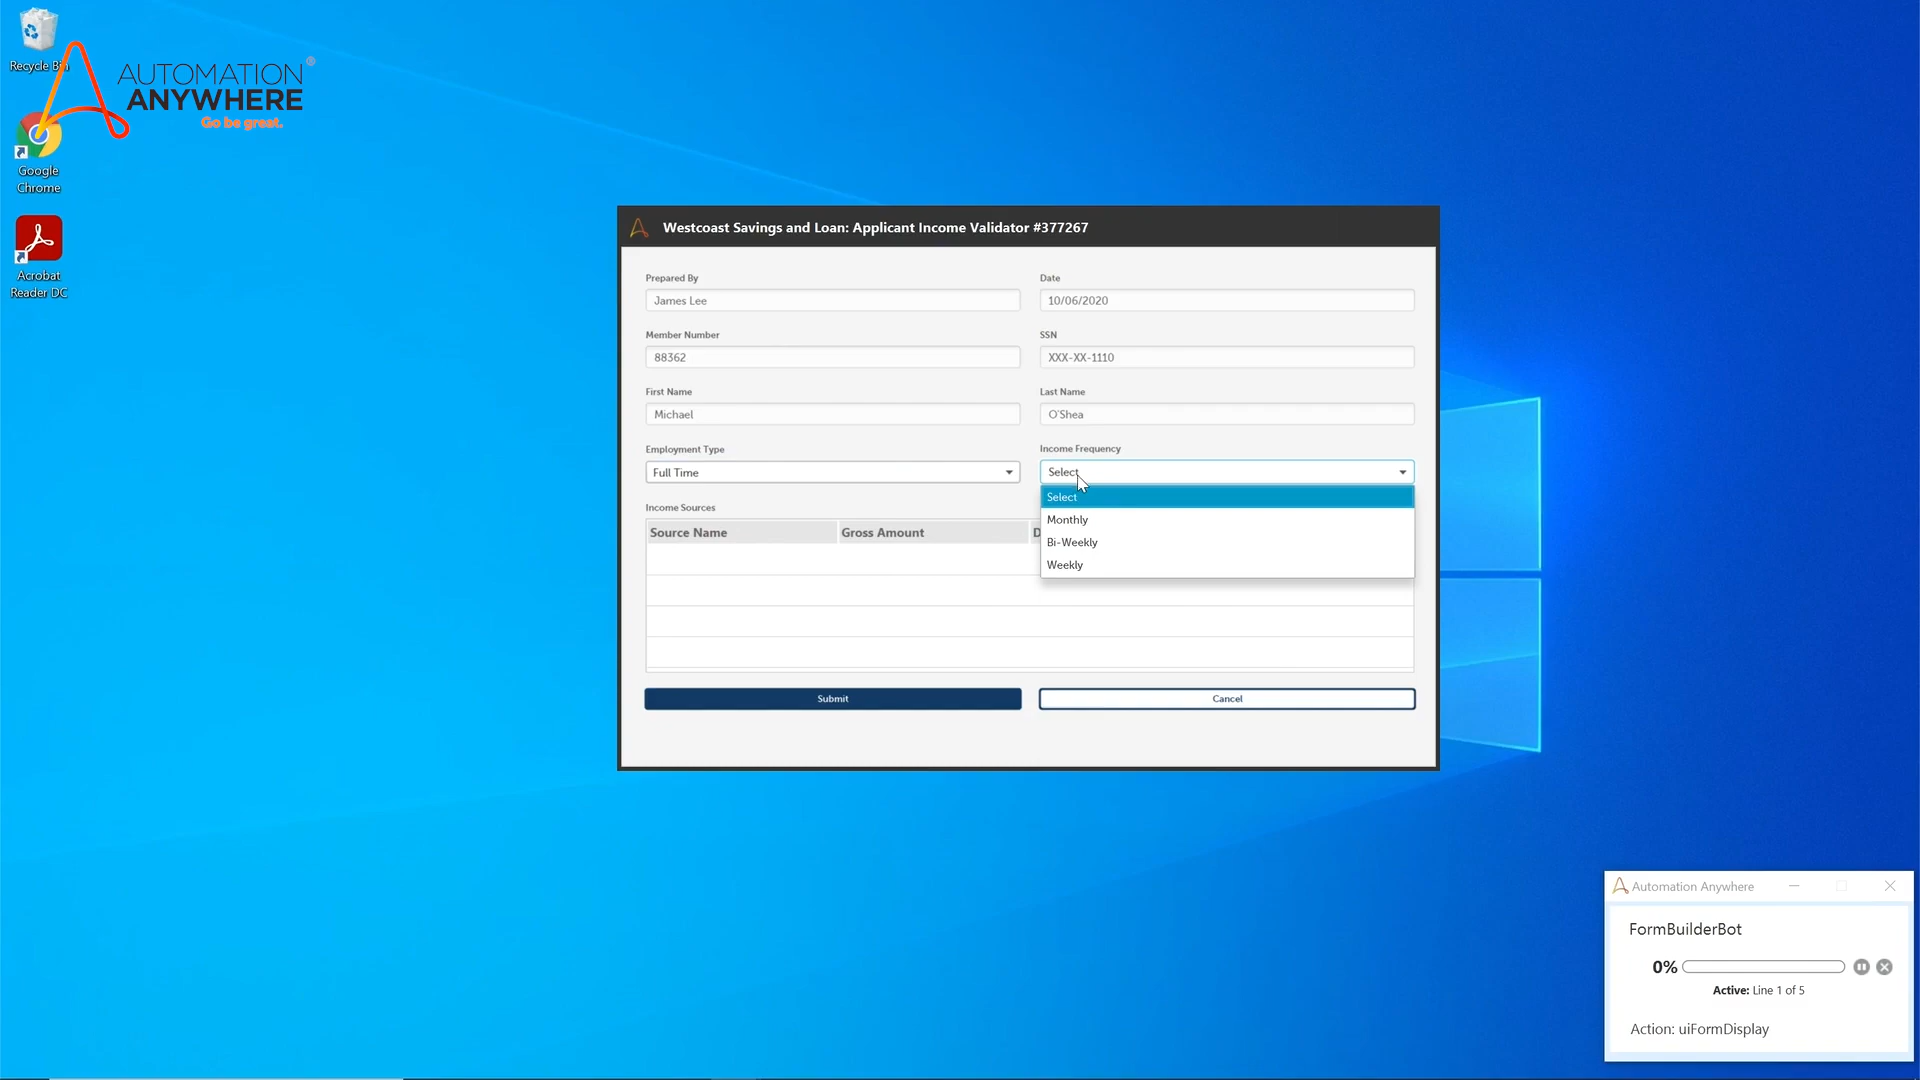 Recycle Bin
AUTOMATION
ANYWHERE
®
Go be great.
Google
Chrome
Acrobat
Reader DC
Westcoast Savings and Loan: Applicant Income Validator #377267
Prepared By
Date
James Lee
10/06/2020
Member Number
SSN
88362
XXX-XX-1110
First Name
Last Name
Michael
O'Shea
Employment Type
Income Frequency
Full Time
Select
Select
Monthly
Bi-Weekly
Weekly
Income Sources
Source Name
Gross Amount
D
Submit
Cancel
Automation Anywhere
FormBuilderBot
0%
Active: Line 1 of 5
Action: uiFormDisplay